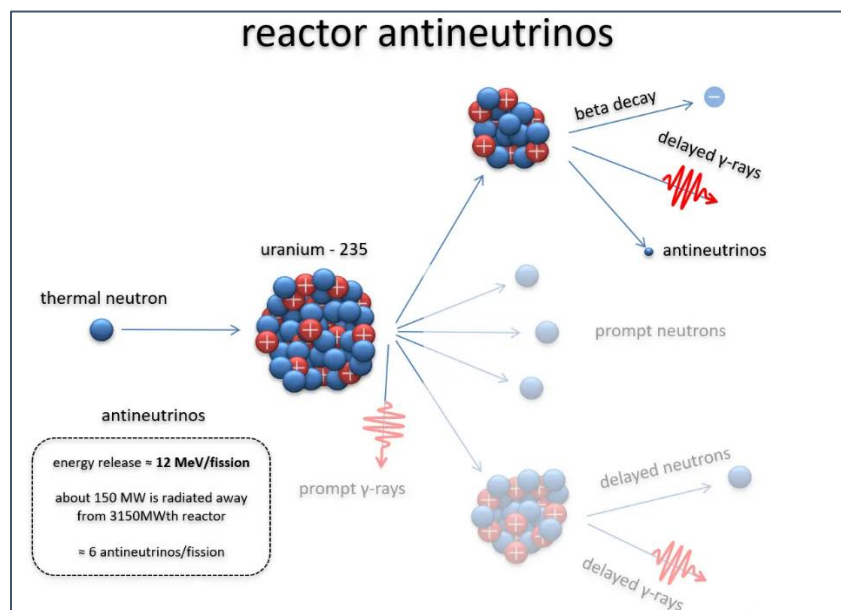 reactor antineutrinos
beta decay
−
delayed γ-rays
uranium - 235
antineutrinos
thermal neutron
prompt neutrons
antineutrinos
energy release ≈ 12 MeV/fission
about 150 MW is radiated away
from 3150MWth reactor
≈ 6 antineutrinos/fission
prompt γ-rays
delayed neutrons
delayed γ-rays